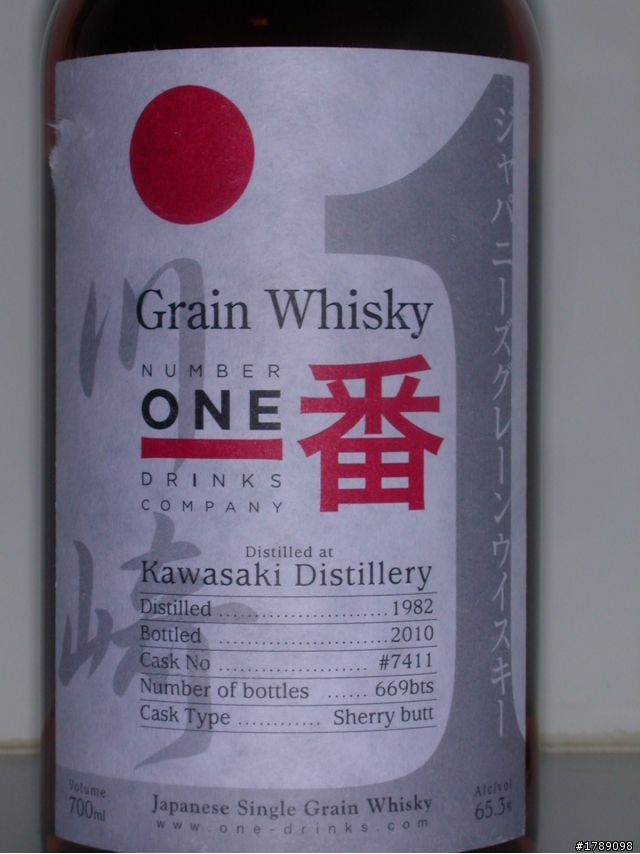 川崎
ジャパニーズグレーンウイスキー
Grain Whisky
NUMBER
ONE
DRINKS
COMPANY
番
Distilled at
Kawasaki Distillery
Distilled ........................ 1982
Bottled ........................ 2010
Cask No ..................... #7411
Number of bottles ...... 669bts
Cask Type ............ Sherry butt
Volume
700ml
Japanese Single Grain Whisky
www.one-drinks.com
Alc/vol
65.3%
#1789098